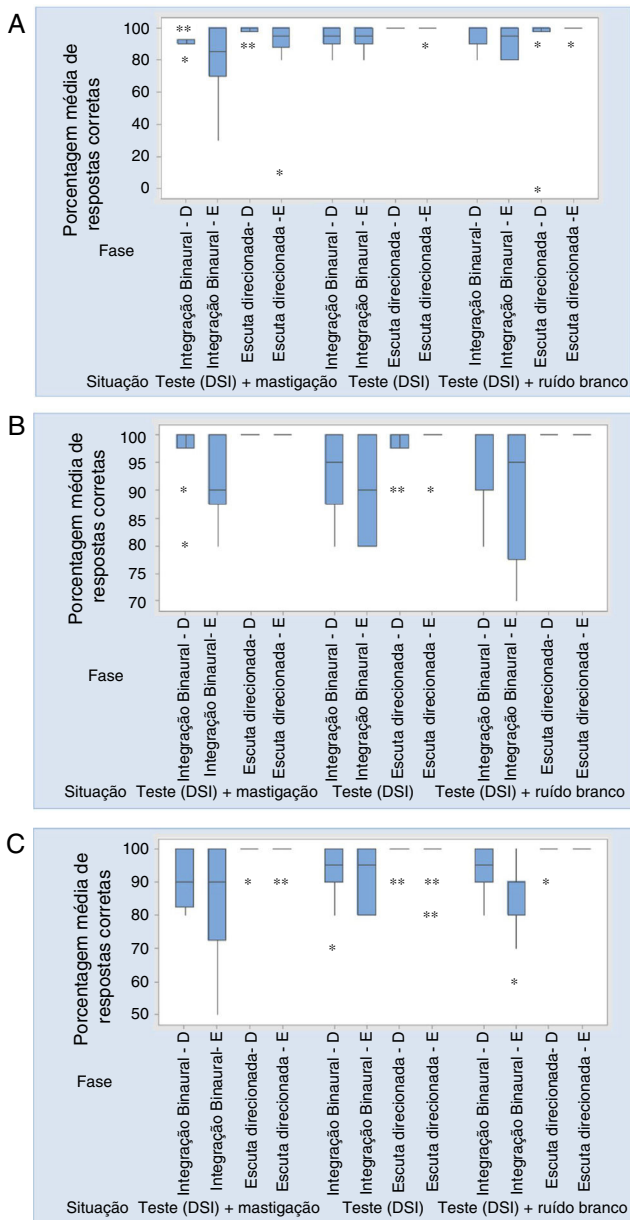 A
Porcentagem média de
respostas corretas
100
80
60
40
20
0
**
*
**
*
*
*
*
*
Fase
Integração Binaural - D
Integração Binaural - E
Escuta direcionada- D
Escuta direcionada -E
Integração Binaural - D
Integração Binaural - E
Escuta direcionada - D
Escuta direcionada - E
Integração Binaural - D
Integração Binaural - E
Escuta direcionada - D
Escuta direcionada - E
Situação Teste (DSI) + mastigação Teste (DSI) Teste (DSI) + ruído branco
B
Porcentagem média de
respostas corretas
100
95
90
85
80
75
70
*
*
**
*
Fase
Integração Binaural - D
Integração Binaural- E
Escuta direcionada- D
Escuta direcionada - E
Integração Binaural - D
Integração Binaural - E
Escuta direcionada - D
Escuta direcionada - E
Integração Binaural - D
Integração Binaural - E
Escuta direcionada - D
Escuta direcionada - E
Situação Teste (DSI) + mastigação Teste (DSI) Teste (DSI) + ruído branco
C
Porcentagem média de
respostas corretas
100
90
80
70
60
50
*
**
*
**
**
**
*
*
Fase
Integração Binaural - D
Integração Binaural- E
Escuta direcionada- D
Escuta direcionada - E
Integração Binaural - D
Integração Binaural - E
Escuta direcionada - D
Escuta direcionada - E
Integração Binaural - D
Integração Binaural - E
Escuta direcionada- D
Escuta direcionada - E
Situação Teste (DSI) + mastigação Teste (DSI) Teste (DSI) + ruído branco